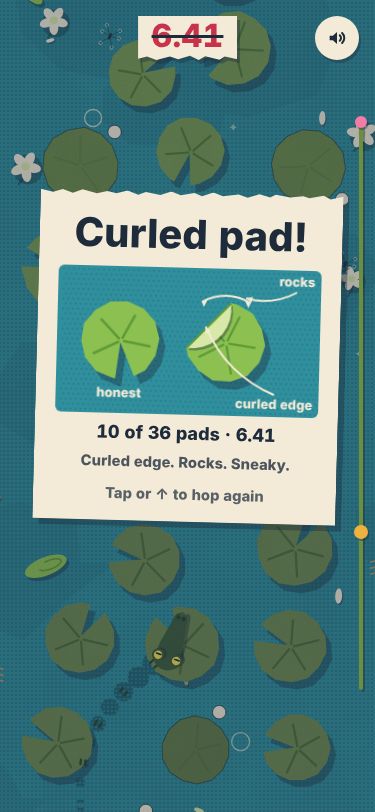 6.41
Curled pad!
rocks
honest
curled edge
10 of 36 pads · 6.41
Curled edge. Rocks. Sneaky.
Tap or ↑ to hop again